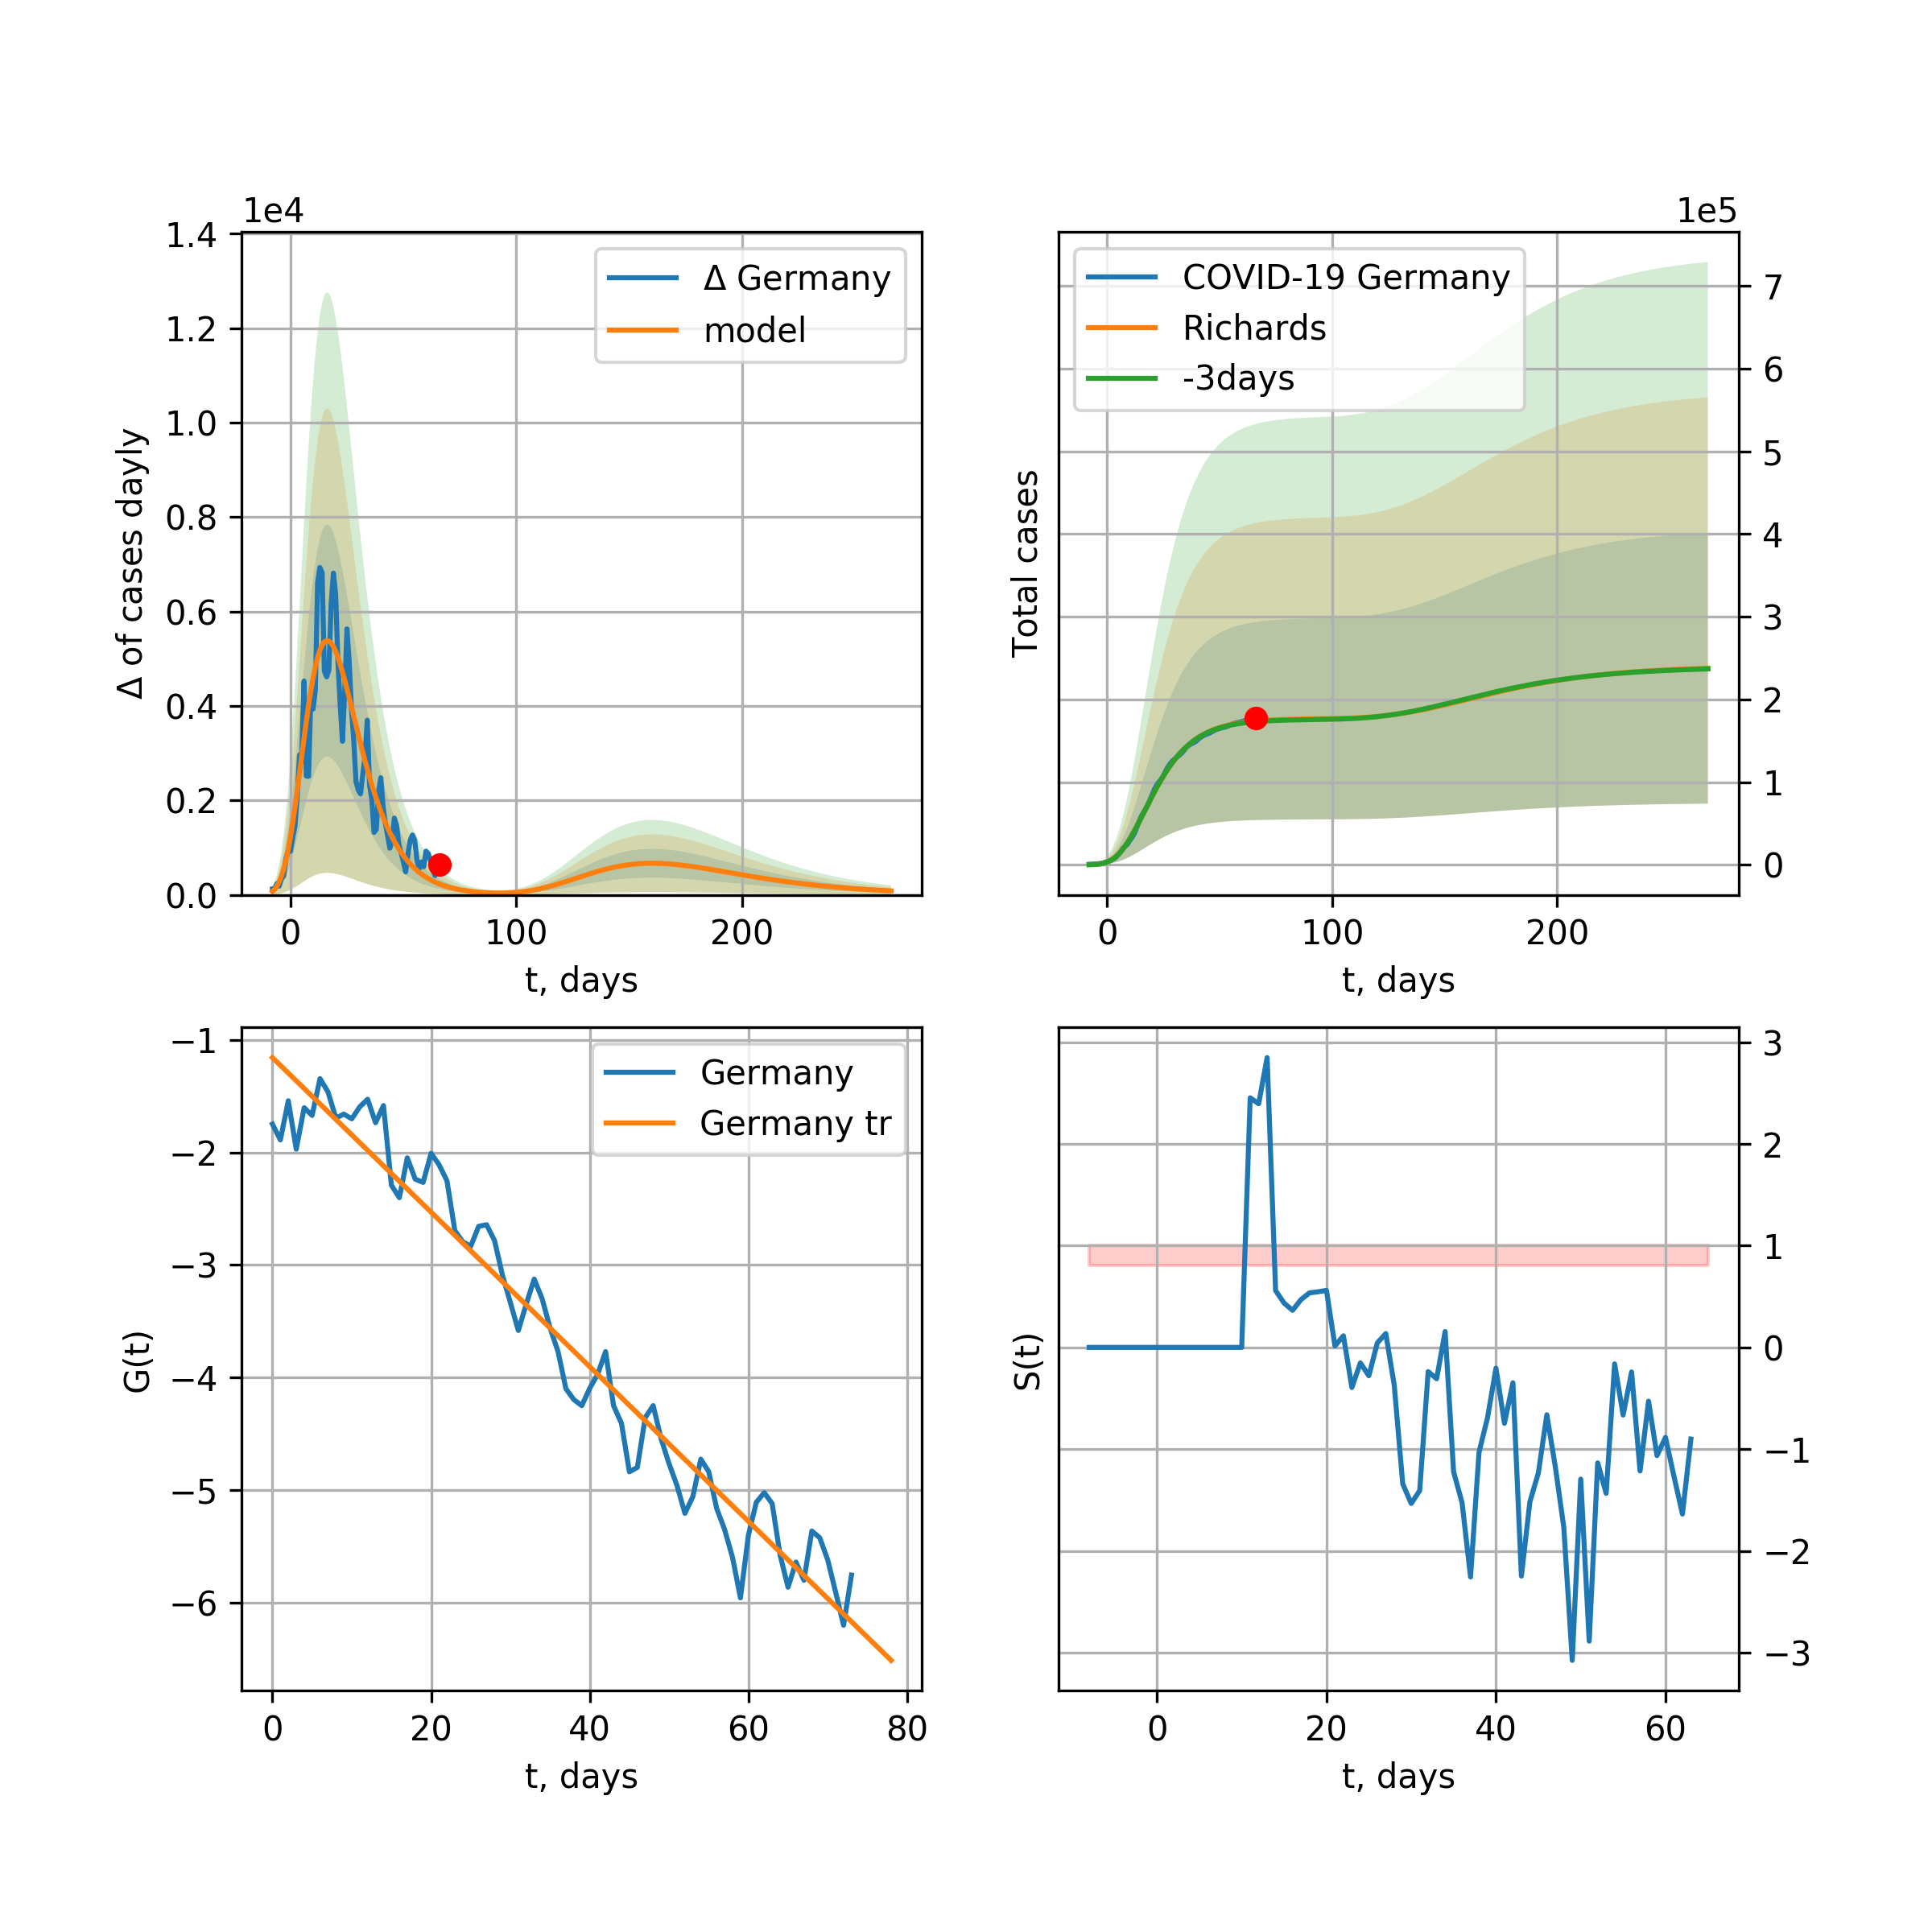 1e4
1.4
1.2
1.0
0.8
0.6
0.4
0.2
0.0
Δ of cases dayly
Δ Germany
model
0
100
200
t, days
1e5
COVID-19 Germany
Richards
-3days
Total cases
7
6
5
4
3
2
1
0
0
100
200
t, days
−1
−2
−3
−4
−5
−6
G(t)
Germany
Germany tr
0
20
40
60
80
t, days
S(t)
3
2
1
0
−1
−2
−3
0
20
40
60
t, days